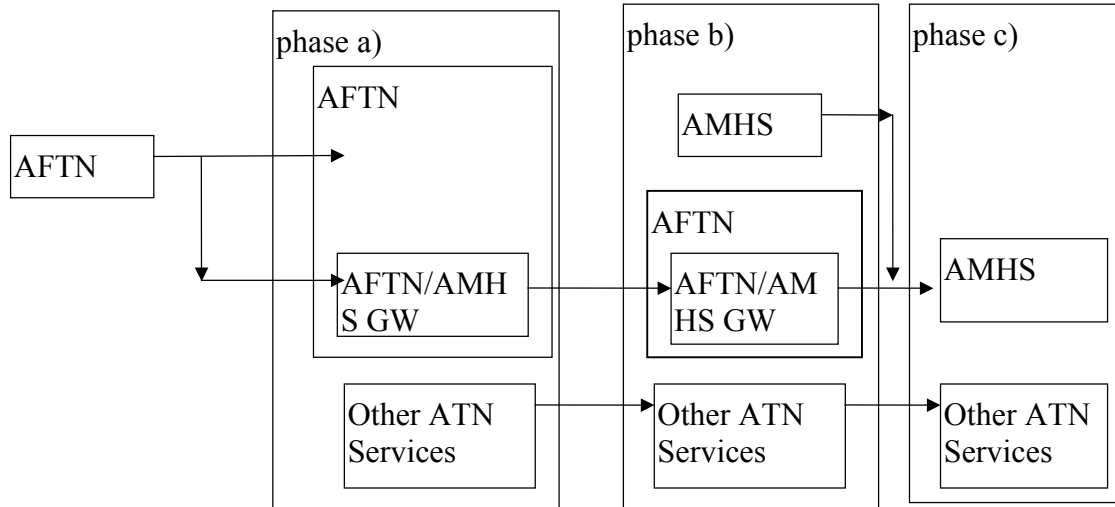 phase a)
phase b)
phase c)
AFTN
AFTN
AFTN/AMH
S GW
Other ATN
Services
AMHS
AFTN
AFTN/AM
HS GW
Other ATN
Services
AMHS
Other ATN
Services